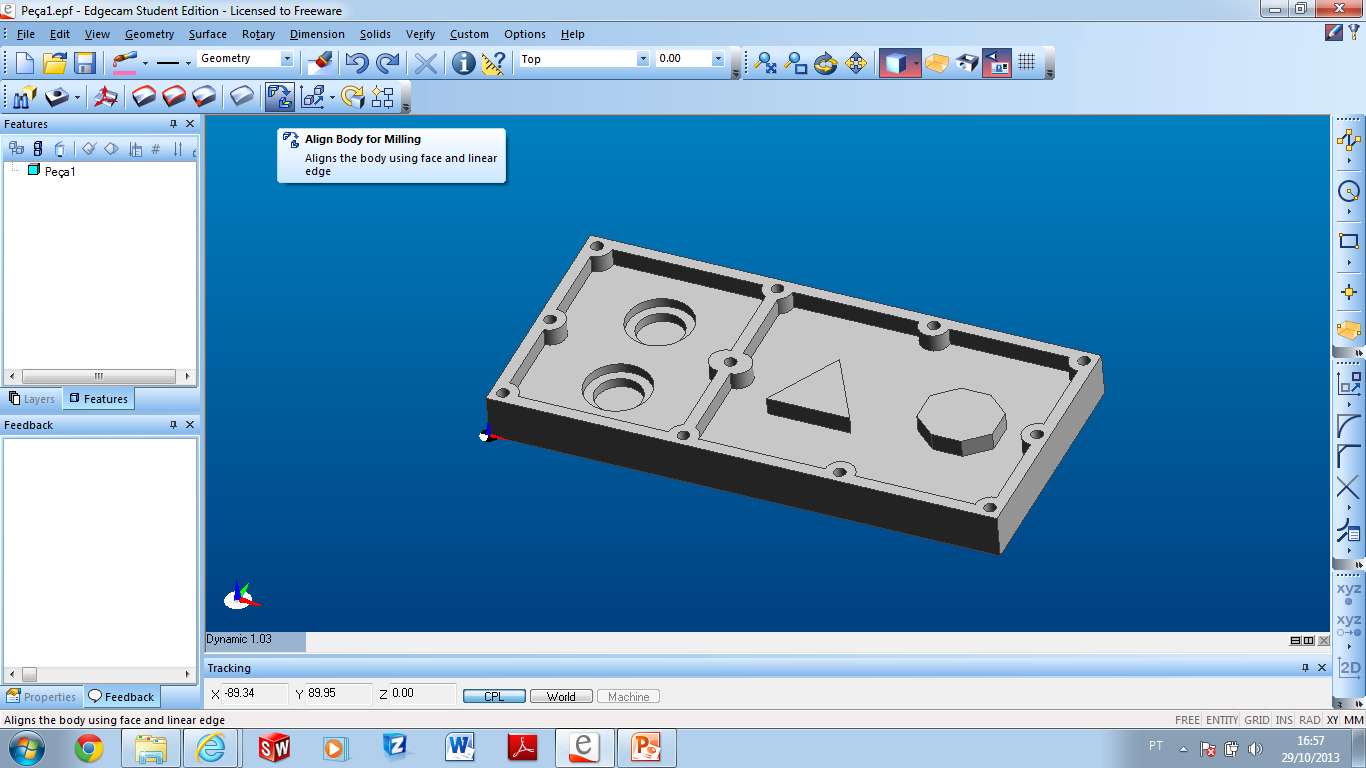 Peça1.epf - Edgecam Student Edition - Licensed to Freeware
File Edit View Geometry Surface Rotary Dimension Solids Verify Custom Options Help
Geometry Top 0.00
Features
Align Body for Milling
Aligns the body using face and linear
edge
Peça1
Layers Features
Feedback
Dynamic 1.03
Tracking
X -89.34 Y 89.95 Z 0.00 CPL World Machine
Properties Feedback
xyz
xyz
2D
Aligns the body using face and linear edge
FREE ENTITY GRID INS RAD XY MM
PT
16:57
29/10/2013